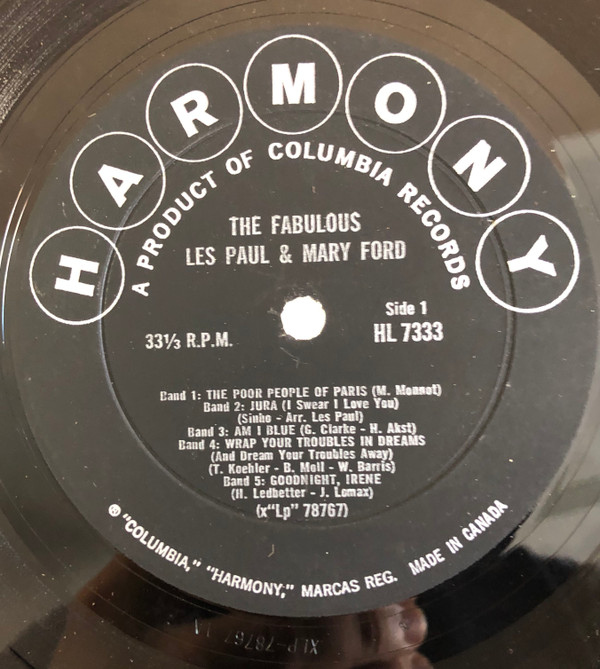 HARMONY
A PRODUCT OF COLUMBIA RECORDS
THE FABULOUS
LES PAUL & MARY FORD
Side 1
33⅓ R.P.M.
HL 7333
Band 1: THE POOR PEOPLE OF PARIS (M. Monnot)
Band 2: JURA (I Swear I Love You)
(Sinho - Arr. Les Paul)
Band 3: AM I BLUE (G. Clarke - H. Akst)
Band 4: WRAP YOUR TROUBLES IN DREAMS
(And Dream Your Troubles Away)
(T. Koehler - B. Moll - W. Barris)
Band 5: GOODNIGHT, IRENE
(H. Ledbetter - J. Lomax)
(x"Lp" 78767)
® "COLUMBIA," "HARMONY," MARCAS REG. MADE IN CANADA
XLP-78767